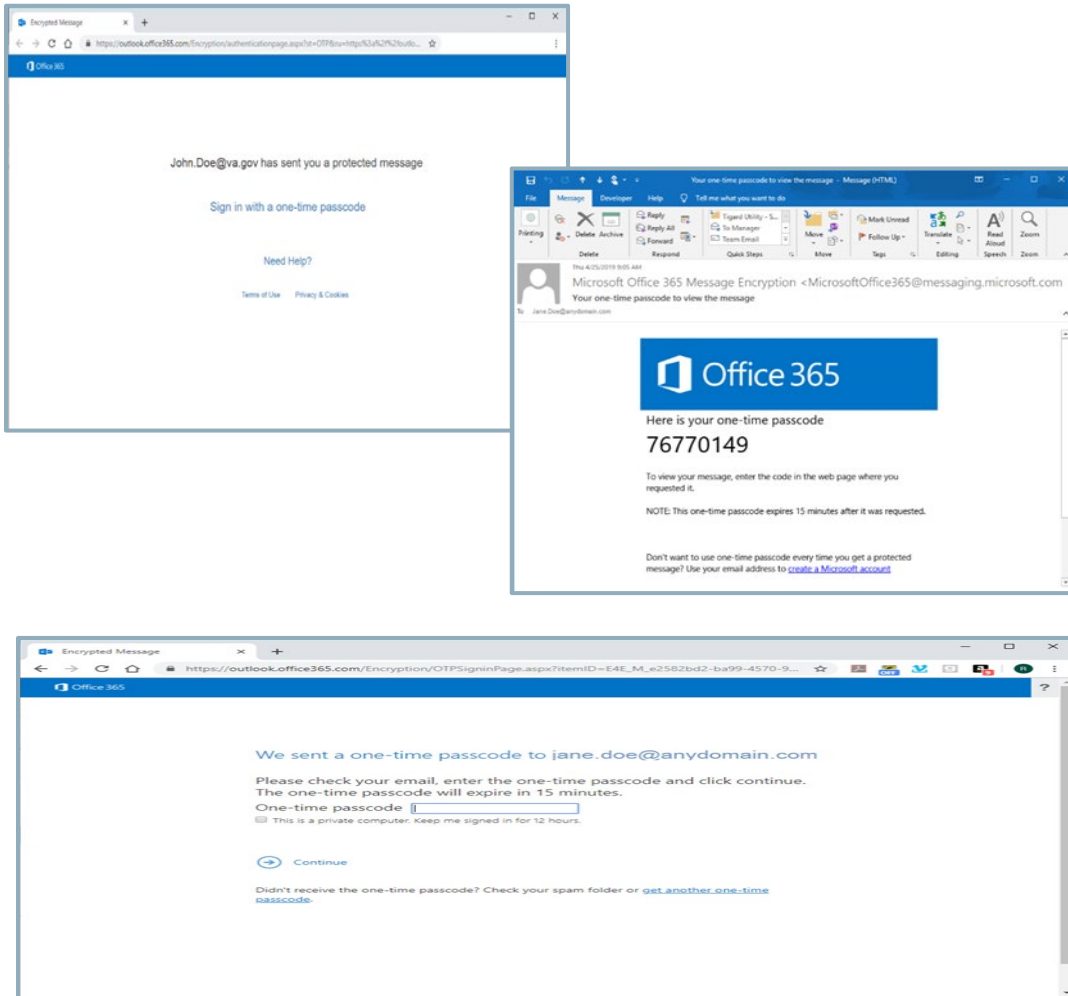 Encrypted Message
https://outlook.office365.com/Encryption/authenticationpage.aspx?st=OTP&ru=https%3a%2f%2foutlo...
Office 365
John.Doe@va.gov has sent you a protected message
Sign in with a one-time passcode
Need Help?
Terms of Use Privacy & Cookies
Your one-time passcode to view the message - Message (HTML)
File Message Developer Help Tell me what you want to do
Printing
Delete Archive
Reply
Reply All
Forward
Tigard Utility - S...
To Manager
Team Email
Move
Mark Unread
Follow Up
Translate
Read Aloud
Zoom
Delete Respond Quick Steps Move Tags Editing Speech Zoom
Thu 4/25/2019 9:05 AM
Microsoft Office 365 Message Encryption <MicrosoftOffice365@messaging.microsoft.com
Your one-time passcode to view the message
To Jane.Doe@anydomain.com
Office 365
Here is your one-time passcode
76770149
To view your message, enter the code in the web page where you
requested it.
NOTE: This one-time passcode expires 15 minutes after it was requested.
Don't want to use one-time passcode every time you get a protected
message? Use your email address to create a Microsoft account
Encrypted Message
https://outlook.office365.com/Encryption/OTPSigninPage.aspx?itemID=E4E_M_e2582bd2-ba99-4570-9...
OFF
R
Office 365
?
We sent a one-time passcode to jane.doe@anydomain.com
Please check your email, enter the one-time passcode and click continue.
The one-time passcode will expire in 15 minutes.
One-time passcode
This is a private computer. Keep me signed in for 12 hours.
Continue
Didn't receive the one-time passcode? Check your spam folder or get another one-time
passcode.